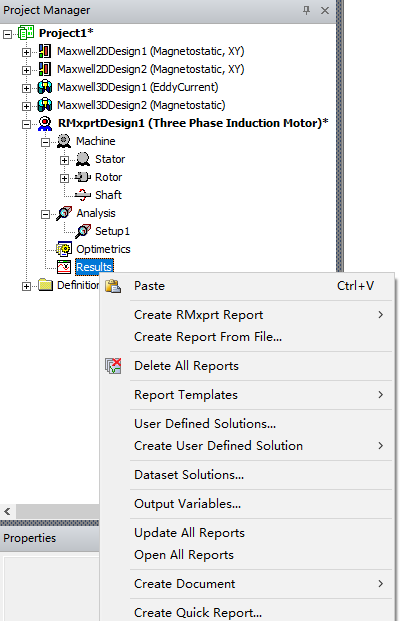 Project Manager
Project1*
Maxwell2DDesign1 (Magnetostatic, XY)
Maxwell2DDesign2 (Magnetostatic, XY)
Maxwell3DDesign1 (EddyCurrent)
Maxwell3DDesign2 (Magnetostatic)
RMxprtDesign1 (Three Phase Induction Motor)*
Machine
Stator
Rotor
Shaft
Analysis
Setup1
Optimetrics
Results
Definition
Paste Ctrl+V
Create RMxprt Report
Create Report From File...
Delete All Reports
Report Templates
User Defined Solutions...
Create User Defined Solution
Dataset Solutions...
Output Variables...
Update All Reports
Open All Reports
Create Document
Create Quick Report...
Properties